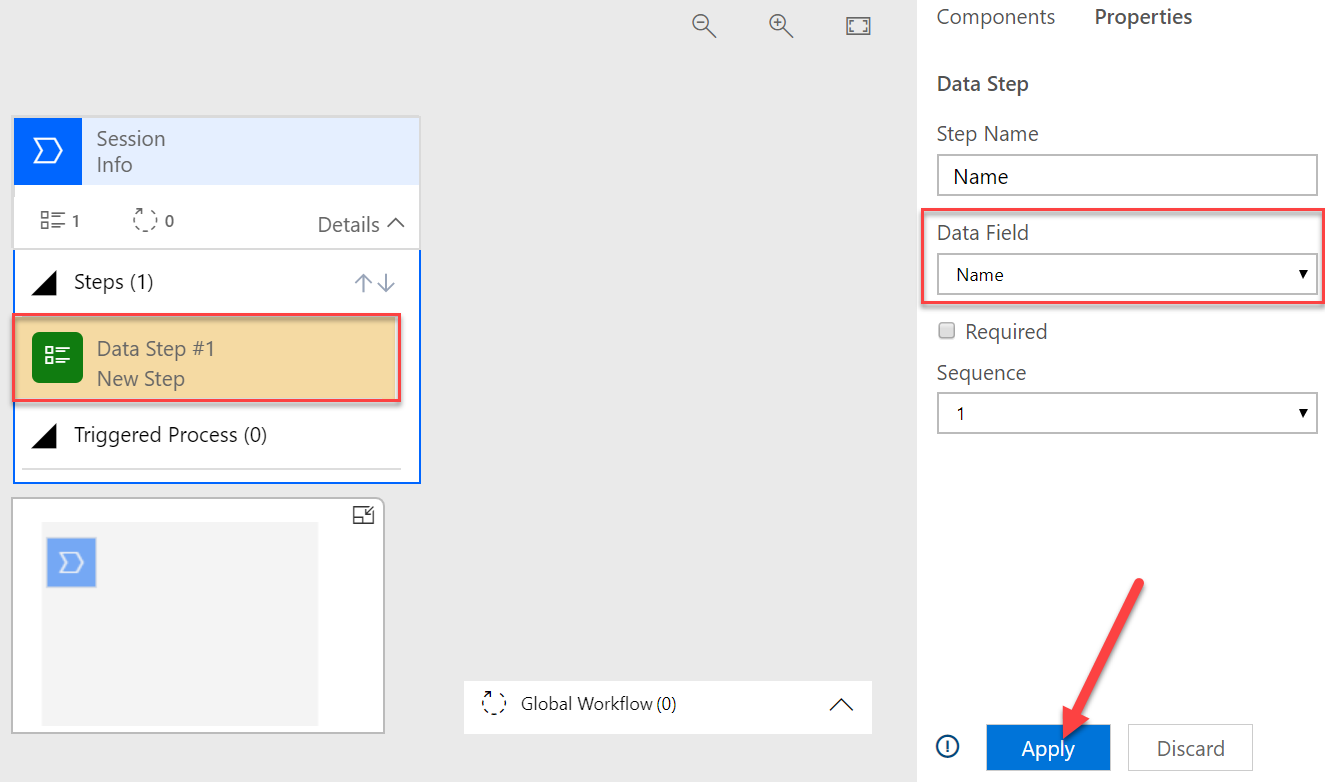 Session
Info
1
0
Details
Steps (1)
Data Step #1
New Step
Triggered Process (0)
Global Workflow (0)
Components
Properties
Data Step
Step Name
Name
Data Field
Name
Required
Sequence
1
Apply
Discard